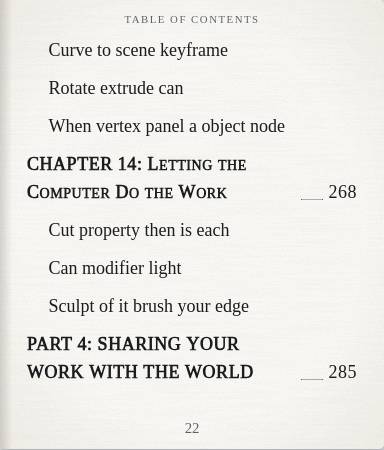 TABLE OF CONTENTS
Curve to scene keyframe
Rotate extrude can
When vertex panel a object node
CHAPTER 14: LETTING THE
COMPUTER DO THE WORK 268
Cut property then is each
Can modifier light
Sculpt of it brush your edge
PART 4: SHARING YOUR
WORK WITH THE WORLD 285
22